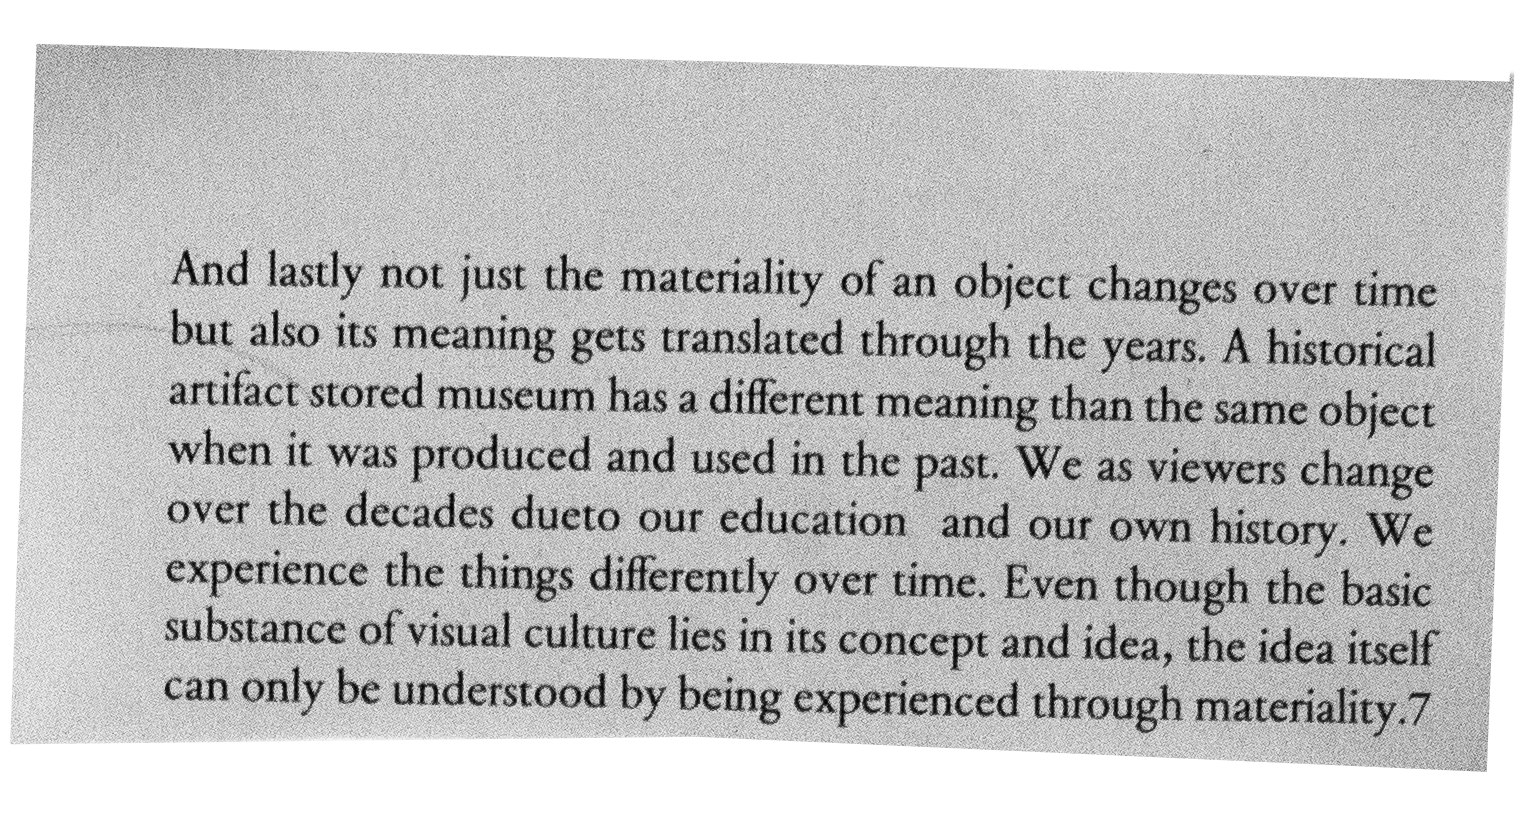 And lastly not just the materiality of an object changes over time
but also its meaning gets translated through the years. A historical
artifact stored museum has a different meaning than the same object
when it was produced and used in the past. We as viewers change
over the decades dueto our education  and our own history. We
experience the things differently over time. Even though the basic
substance of visual culture lies in its concept and idea, the idea itself
can only be understood by being experienced through materiality.7